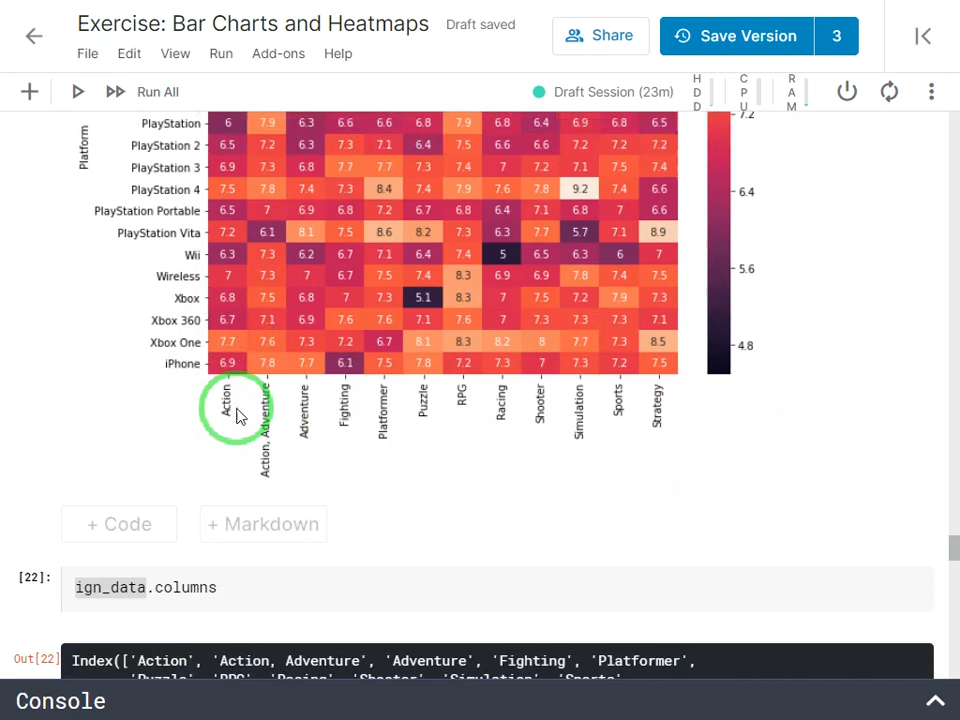 Exercise: Bar Charts and Heatmaps Draft saved
Share
Save Version 3
File Edit View Run Add-ons Help
Run All
Draft Session (23m)
HDD
CPU
RAM
Platform
PlayStation 6 7.9 6.3 6.6 6.6 6.8 7.9 6.8 6.4 6.9 6.8 6.5
PlayStation 2 6.5 7.2 6.3 7.3 7.1 6.4 7.5 6.6 6.6 7.2 7.2 7.2
PlayStation 3 6.9 7.3 6.8 7.7 7.7 7.3 7.4 7 7.2 7.1 7.5 7.4
PlayStation 4 7.5 7.8 7.4 7.3 8.4 7.4 7.9 7.6 7.8 9.2 7.4 6.6
PlayStation Portable 6.5 7 6.9 6.8 7.2 6.7 6.8 6.4 7.1 6.8 7 6.6
PlayStation Vita 7.2 6.1 8.1 7.5 8.6 8.2 7.3 6.3 7.7 5.7 7.1 8.9
Wii 6.3 7.3 6.2 6.7 7.1 6.4 7.4 5 6.5 6.3 6 7
Wireless 7 7.3 7 6.7 7.5 7.4 8.3 6.9 6.9 7.8 7.4 7.5
Xbox 6.8 7.5 6.8 7 7.3 5.1 8.3 7 7.5 7.2 7.9 7.3
Xbox 360 6.7 7.1 6.9 7.6 7.6 7.1 7.6 7 7.3 7.3 7.3 7.1
Xbox One 7.7 7.6 7.3 7.2 6.7 8.1 8.3 8.2 8 7.7 7.3 8.5
iPhone 6.9 7.8 7.7 6.1 7.5 7.8 7.2 7.3 7 7.3 7.2 7.5
7.2
6.4
5.6
4.8
Action
Action, Adventure
Adventure
Fighting
Platformer
Puzzle
RPG
Racing
Shooter
Simulation
Sports
Strategy
+ Code + Markdown
[22]: ign_data.columns
Out[22] Index(['Action', 'Action, Adventure', 'Adventure', 'Fighting', 'Platformer',
'Puzzle', 'RPG', 'Racing', 'Shooter', 'Simulation', 'Sports',
Console